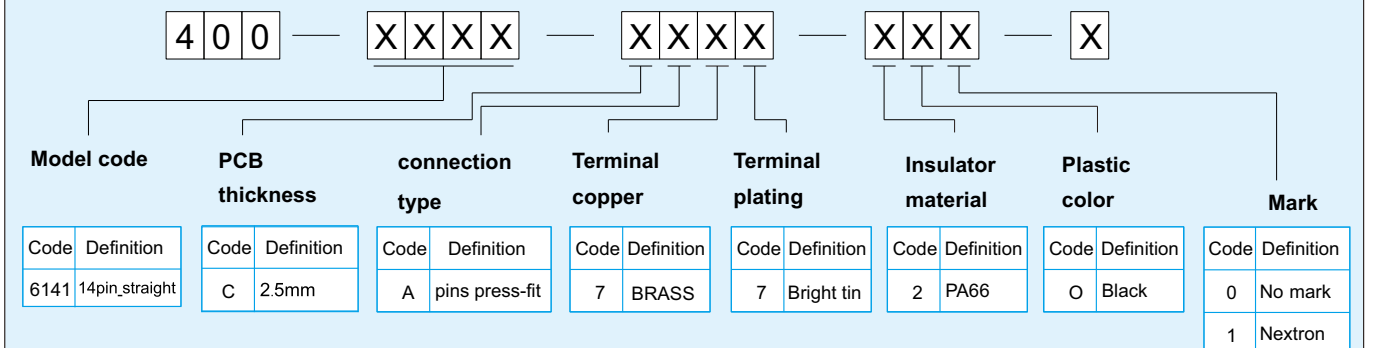 400 — XXXX — XXXX — XXX — X
Model code
PCB
thickness
connection
type
Terminal
copper
Terminal
plating
Insulator
material
Plastic
color
Mark
Code Definition
6141 14pin_straight
Code Definition
C 2.5mm
Code Definition
A pins press-fit
Code Definition
7 BRASS
Code Definition
7 Bright tin
Code Definition
2 PA66
Code Definition
O Black
Code Definition
0 No mark
1 Nextron